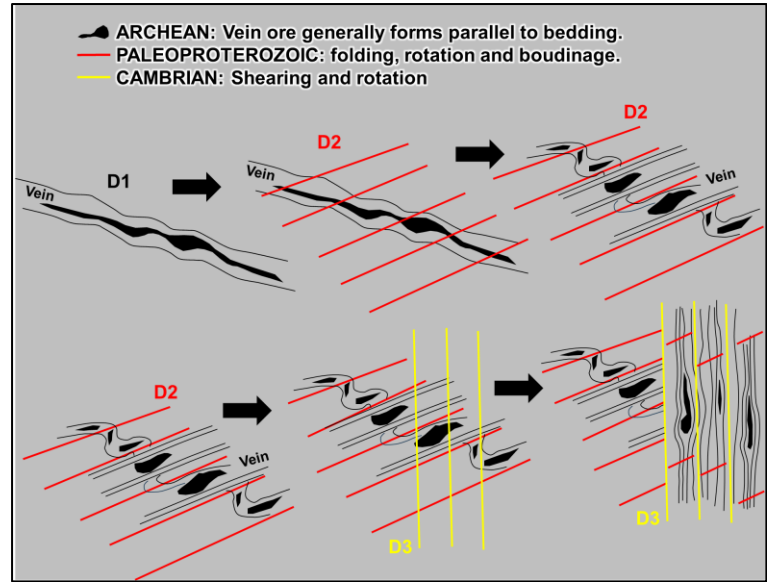 ARCHEAN: Vein ore generally forms parallel to bedding.
PALEOPROTEROZOIC: folding, rotation and boudinage.
CAMBRIAN: Shearing and rotation
D1
Vein
D2
Vein
D2
Vein
D2
Vein
D3
D3